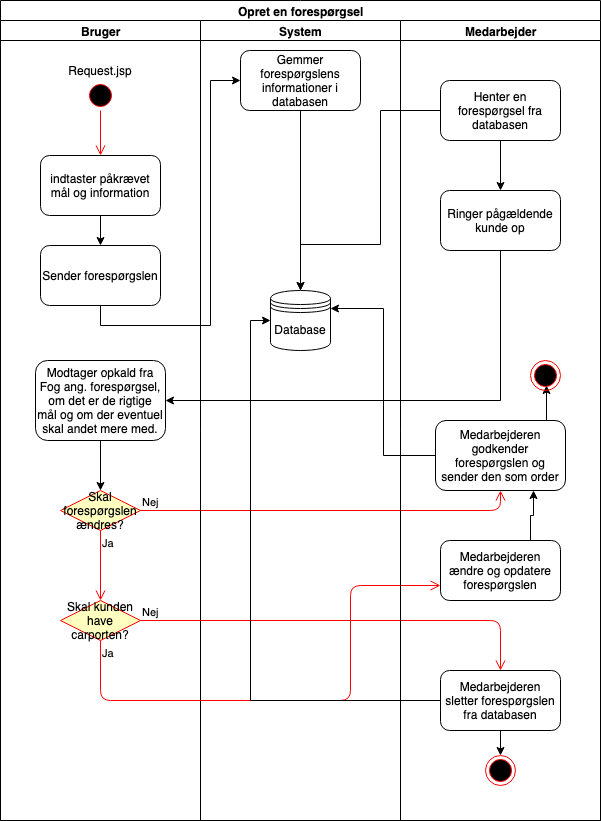 Opret en forespørgsel
Bruger
System
Medarbejder
Request.jsp
Gemmer
forespørgslens
informationer i
databasen
Henter en
forespørgsel fra
databasen
indtaster påkrævet
mål og information
Ringer pågældende
kunde op
Sender forespørgslen
Database
Modtager opkald fra
Fog ang. forespørgsel,
om det er de rigtige
mål og om der eventuel
skal andet mere med.
Medarbejderen
godkender
forespørgslen og
sender den som order
Skal
forespørgslen
ændres?
Nej
Ja
Medarbejderen
ændre og opdatere
forespørgslen
Skal kunden
have
carporten?
Nej
Ja
Medarbejderen
sletter forespørgslen
fra databasen